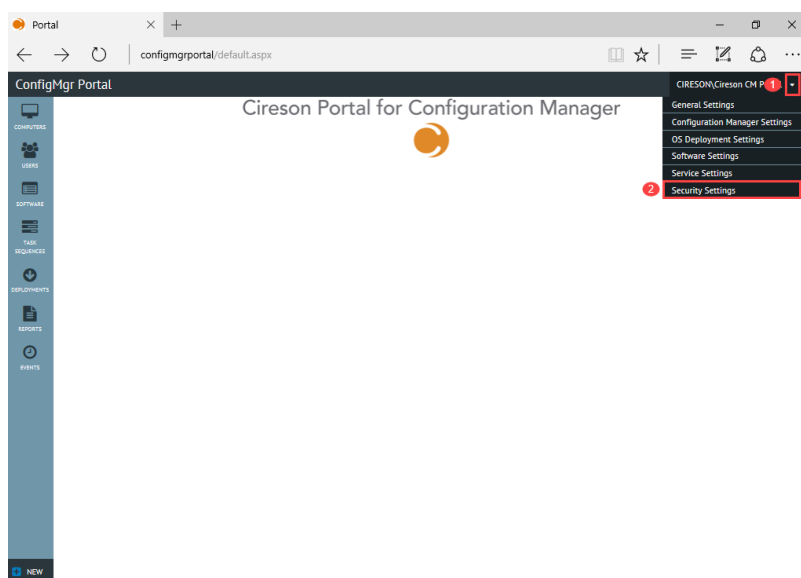 Portal
configmgrportal/default.aspx
ConfigMgr Portal
CIRESON\Cireson CM P
1
General Settings
Configuration Manager Settings
OS Deployment Settings
Software Settings
Service Settings
2
Security Settings
Cireson Portal for Configuration Manager
COMPUTERS
USERS
SOFTWARE
TASK
SEQUENCES
DEPLOYMENTS
REPORTS
EVENTS
NEW